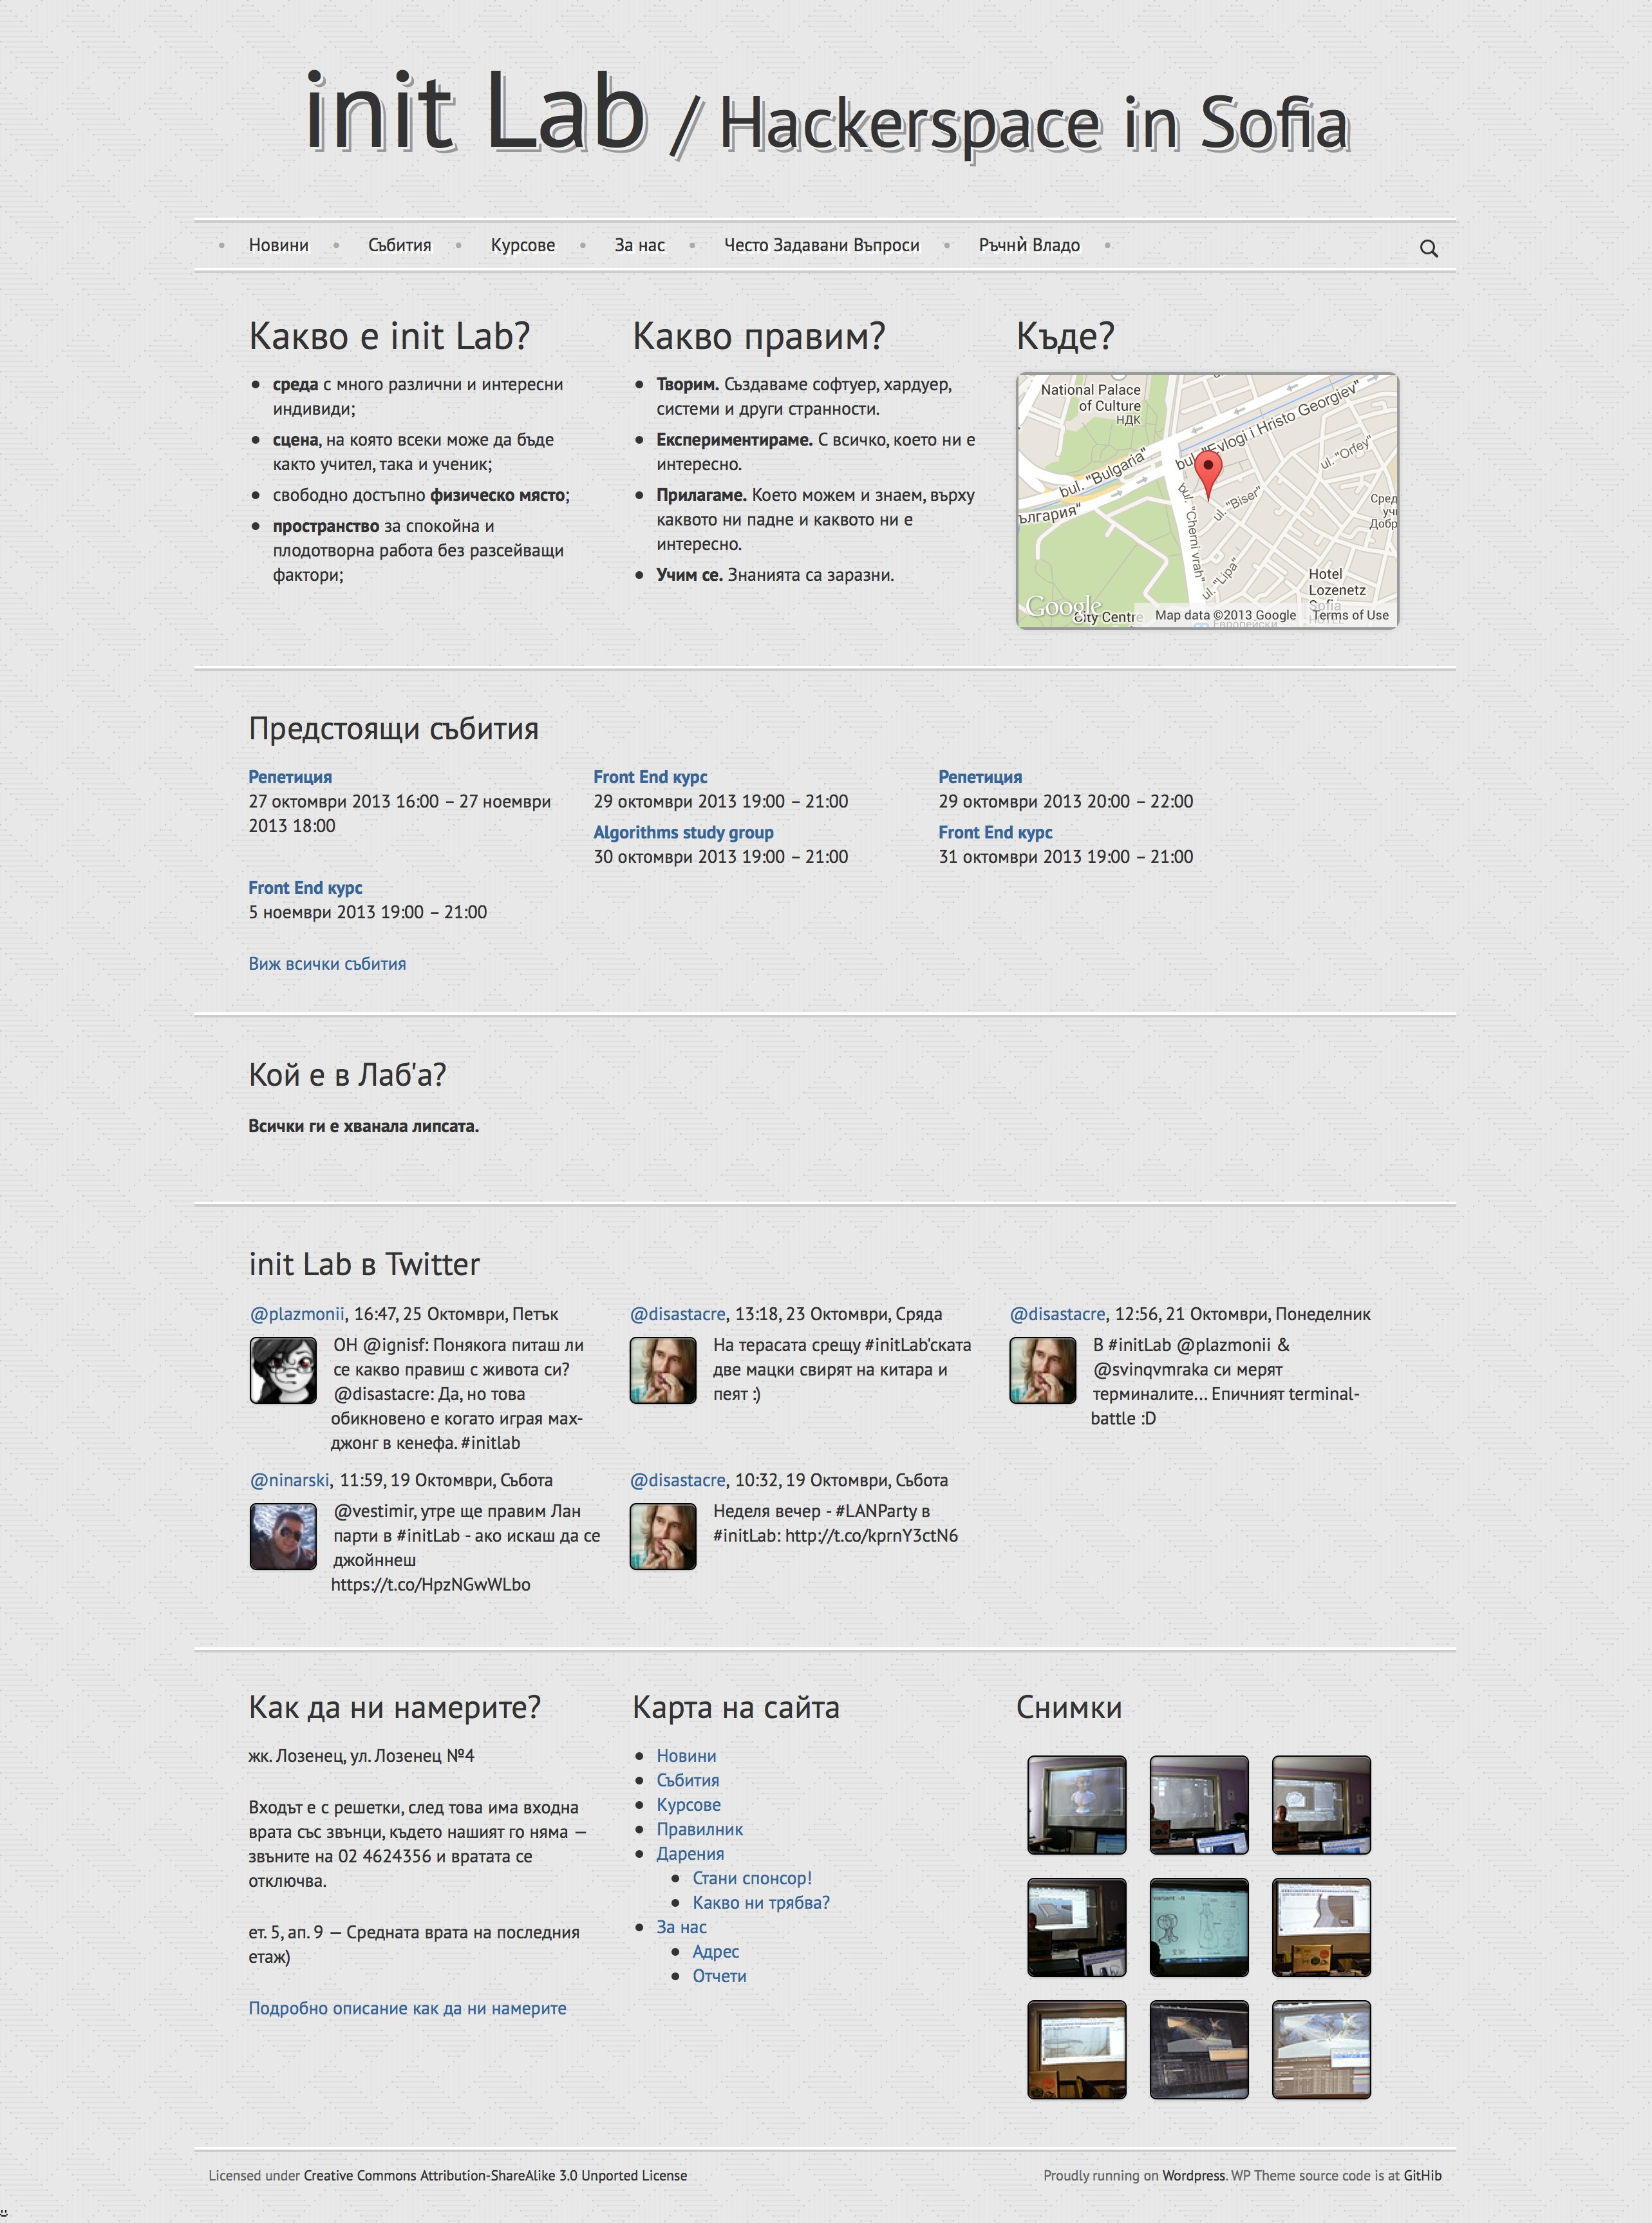 init Lab / Hackerspace in Sofia
Новини
Събития
Курсове
За нас
Често Задавани Въпроси
Ръчнѝ Владо
Какво е init Lab?
среда с много различни и интересни
индивиди;
сцена, на която всеки може да бъде
както учител, така и ученик;
свободно достъпно физическо място;
пространство за спокойна и
плодотворна работа без разсейващи
фактори;
Какво правим?
Творим. Създаваме софтуер, хардуер,
системи и други странности.
Експериментираме. С всичко, което ни е
интересно.
Прилагаме. Което можем и знаем, върху
каквото ни падне и каквото ни е
интересно.
Учим се. Знанията са заразни.
Къде?
National Palace
of Culture
НДК
bul. "Evlogi i Hristo Georgiev"
bul. "Bulgaria"
ългария"
ul. "Orfey"
ul. "Biser"
bul. "Cherni vrah"
ul. "Lipa"
Сред
учи
Добр
Hotel
Lozenetz
Sofia
Google
City Centre
Map data ©2013 Google
Terms of Use
Европейски
Предстоящи събития
Репетиция
27 октомври 2013 16:00 – 27 ноември
2013 18:00
Front End курс
29 октомври 2013 19:00 – 21:00
Репетиция
29 октомври 2013 20:00 – 22:00
Algorithms study group
30 октомври 2013 19:00 – 21:00
Front End курс
31 октомври 2013 19:00 – 21:00
Front End курс
5 ноември 2013 19:00 – 21:00
Виж всички събития
Кой е в Лаб'а?
Всички ги е хванала липсата.
init Lab в Twitter
@plazmonii, 16:47, 25 Октомври, Петък
ОН @ignisf: Понякога питаш ли
се какво правиш с живота си?
@disastacre: Да, но това
обикновено е когато играя мах-
джонг в кенефа. #initlab
@disastacre, 13:18, 23 Октомври, Сряда
На терасата срещу #initLab'ската
две мацки свирят на китара и
пеят :)
@disastacre, 12:56, 21 Октомври, Понеделник
В #initLab @plazmonii &
@svinqvmraka си мерят
терминалите... Епичният terminal-
battle :D
@ninarski, 11:59, 19 Октомври, Събота
@vestimir, утре ще правим Лан
парти в #initLab - ако искаш да се
джойннеш
https://t.co/HpzNGwWLbo
@disastacre, 10:32, 19 Октомври, Събота
Неделя вечер - #LANParty в
#initLab: http://t.co/kprnY3ctN6
Как да ни намерите?
жк. Лозенец, ул. Лозенец №4
Входът е с решетки, след това има входна
врата със звънци, където нашият го няма —
звъните на 02 4624356 и вратата се
отключва.
ет. 5, ап. 9 — Средната врата на последния
етаж)
Подробно описание как да ни намерите
Карта на сайта
Новини
Събития
Курсове
Правилник
Дарения
Стани спонсор!
Какво ни трябва?
За нас
Адрес
Отчети
Снимки
Licensed under Creative Commons Attribution-ShareAlike 3.0 Unported License
Proudly running on Wordpress. WP Theme source code is at GitHib